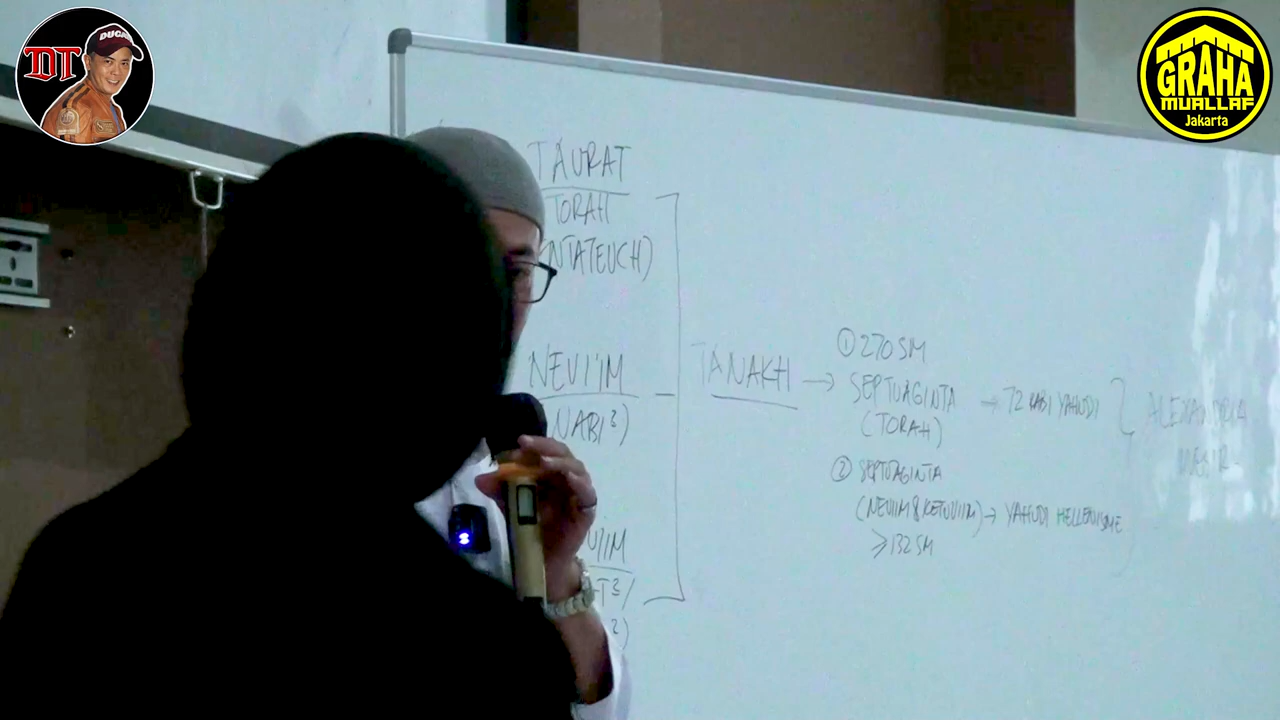 DT
DUCATI
GRAHA
MUALLAF
Jakarta
TAURAT
TORAH
NTATEUCH)
NEVI'IM
NABI²)
TANAKH →
① 270 SM
SEPTUAGINTA → 72 RABI YAHUDI
(TORAH)
ALEXANDRIA
MESIR
② SEPTUAGINTA
(NEVIIM & KETUVIIM) → YAHUDI HELLENISME
≥132 SM